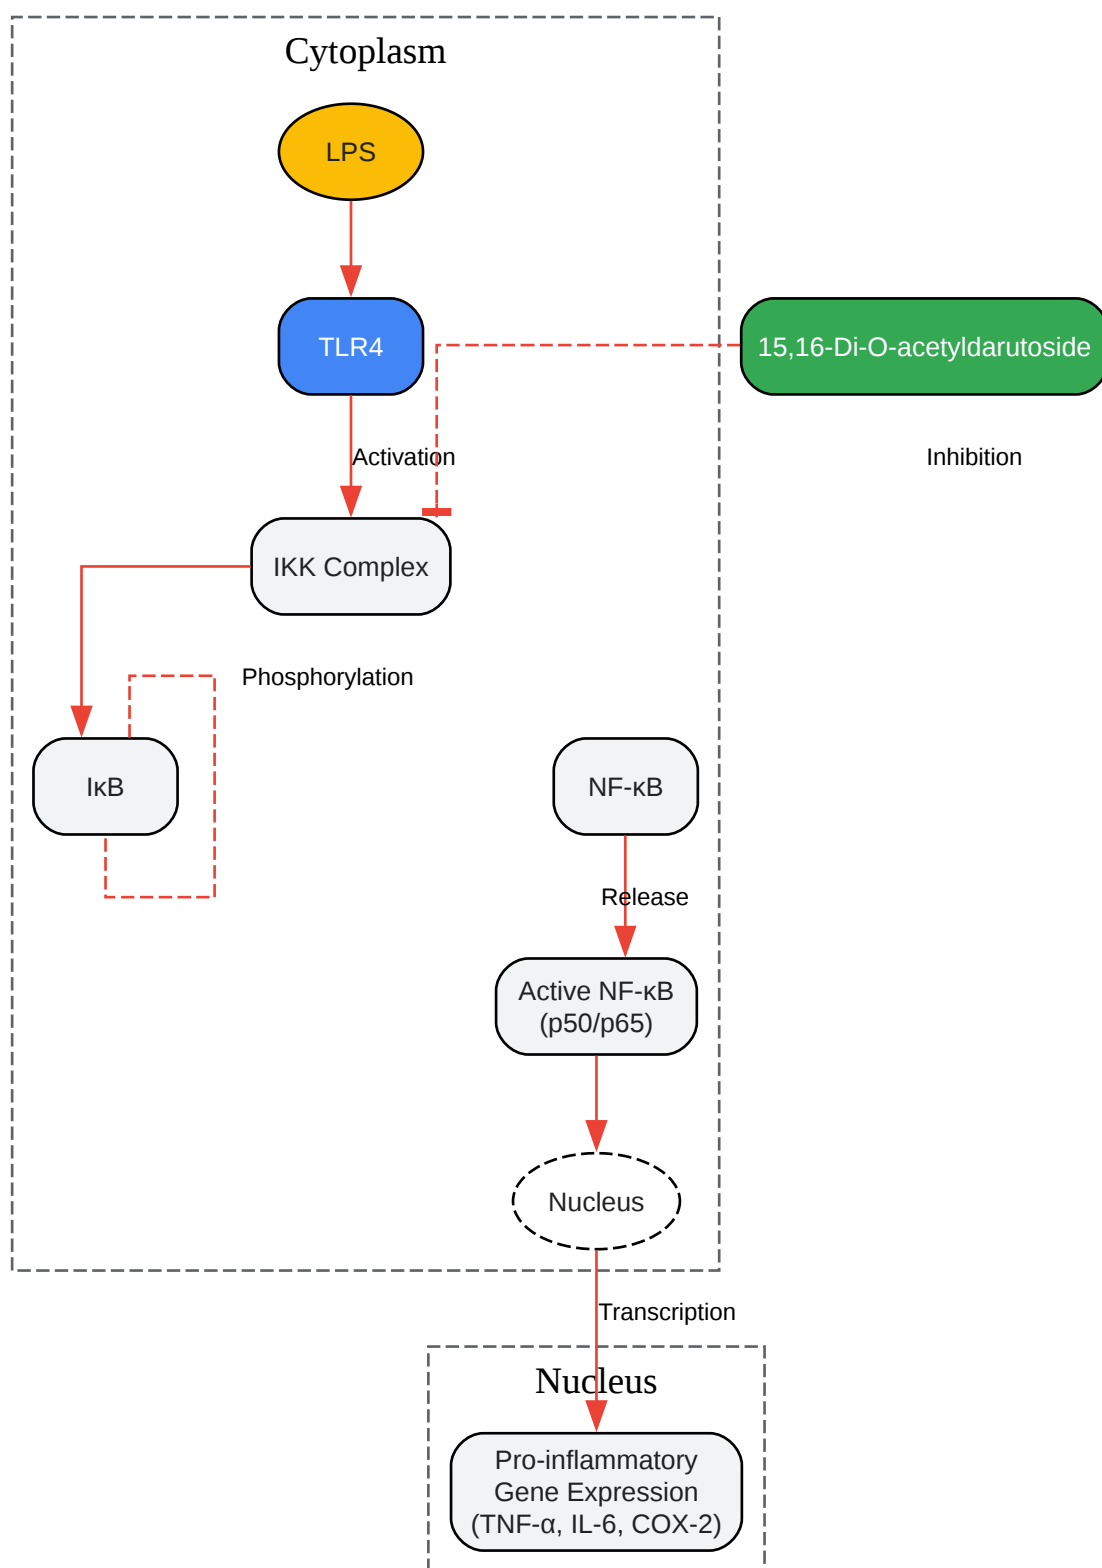 Cytoplasm
LPS
TLR4
15,16-Di-O-acetyldarutoside
Activation
Inhibition
IKK Complex
Phosphorylation
IκB
NF-κB
Release
Active NF-κB
(p50/p65)
Nucleus
Transcription
Nucleus
Pro-inflammatory
Gene Expression
(TNF-α, IL-6, COX-2)